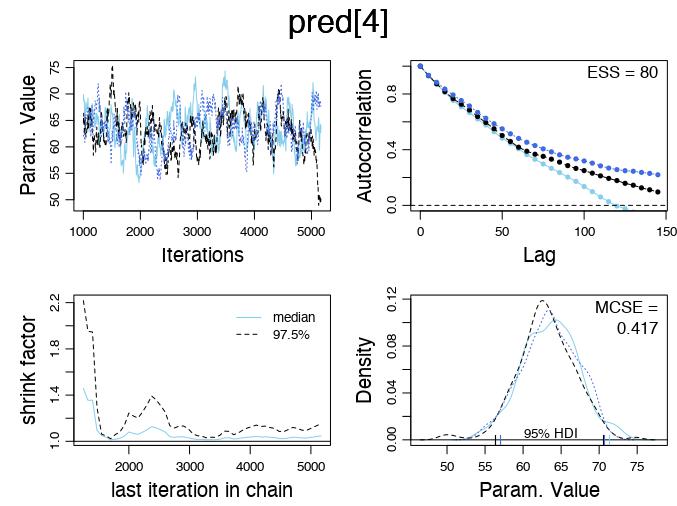 pred[4]
Param. Value
50 55 60 65 70 75
1000 2000 3000 4000 5000
Iterations
Autocorrelation
0.0 0.4 0.8
ESS = 80
0 50 100 150
Lag
shrink factor
1.0 1.4 1.8 2.2
median
97.5%
2000 3000 4000 5000
last iteration in chain
Density
0.00 0.04 0.08 0.12
MCSE =
0.417
95% HDI
50 55 60 65 70 75
Param. Value